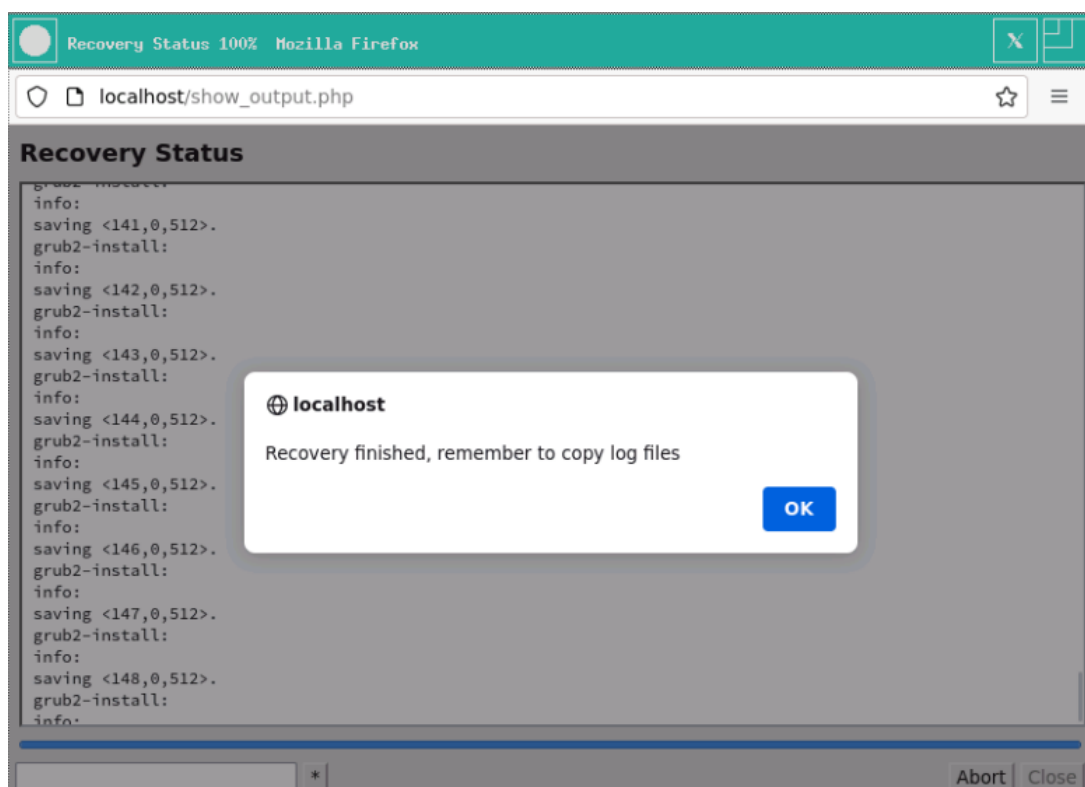 Recovery Status 100% Mozilla Firefox
X
localhost/show_output.php
Recovery Status
grub2-install:
info:
saving <141,0,512>.
grub2-install:
info:
saving <142,0,512>.
grub2-install:
info:
saving <143,0,512>.
grub2-install:
info:
saving <144,0,512>.
grub2-install:
info:
saving <145,0,512>.
grub2-install:
info:
saving <146,0,512>.
grub2-install:
info:
saving <147,0,512>.
grub2-install:
info:
saving <148,0,512>.
grub2-install:
info:
localhost
Recovery finished, remember to copy log files
OK
*
Abort
Close